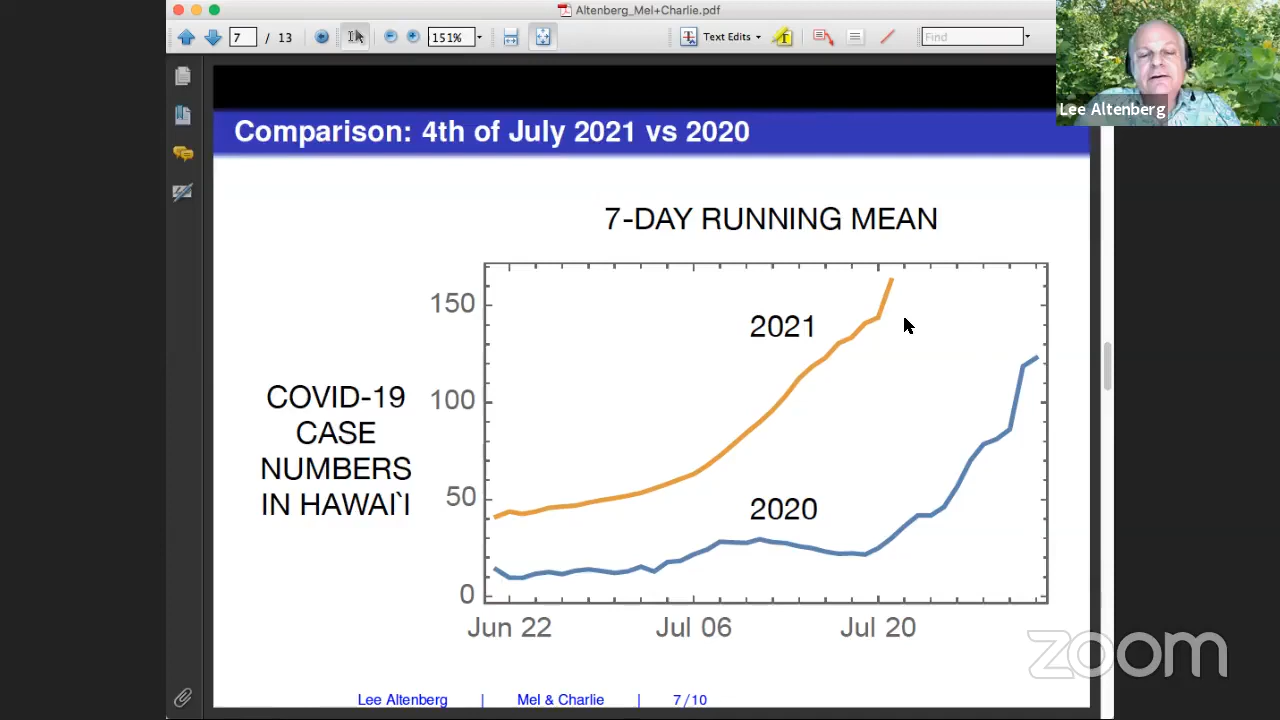 Altenberg_Mel+Charlie.pdf
7 / 13
151%
Text Edits
Find
Lee Altenberg
Comparison: 4th of July 2021 vs 2020
7-DAY RUNNING MEAN
COVID-19
CASE
NUMBERS
IN HAWAI`I
150
100
50
0
2021
2020
Jun 22
Jul 06
Jul 20
zoom
Lee Altenberg | Mel & Charlie | 7/10